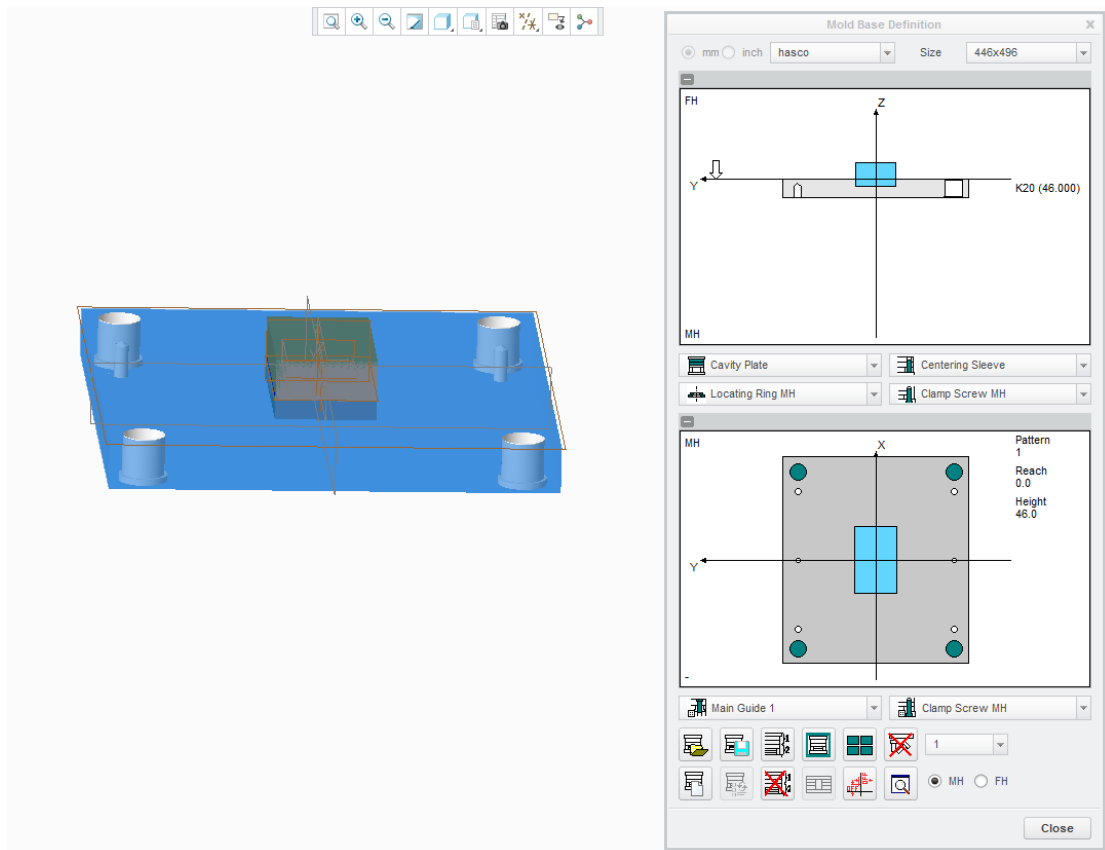 Mold Base Definition
mm inch hasco Size 446x496
FH
Z
Y
K20 (46.000)
MH
Cavity Plate Centering Sleeve
Locating Ring MH Clamp Screw MH
MH
X
Pattern
1
Reach
0.0
Height
46.0
Y
-
Main Guide 1 Clamp Screw MH
1
MH FH
Close